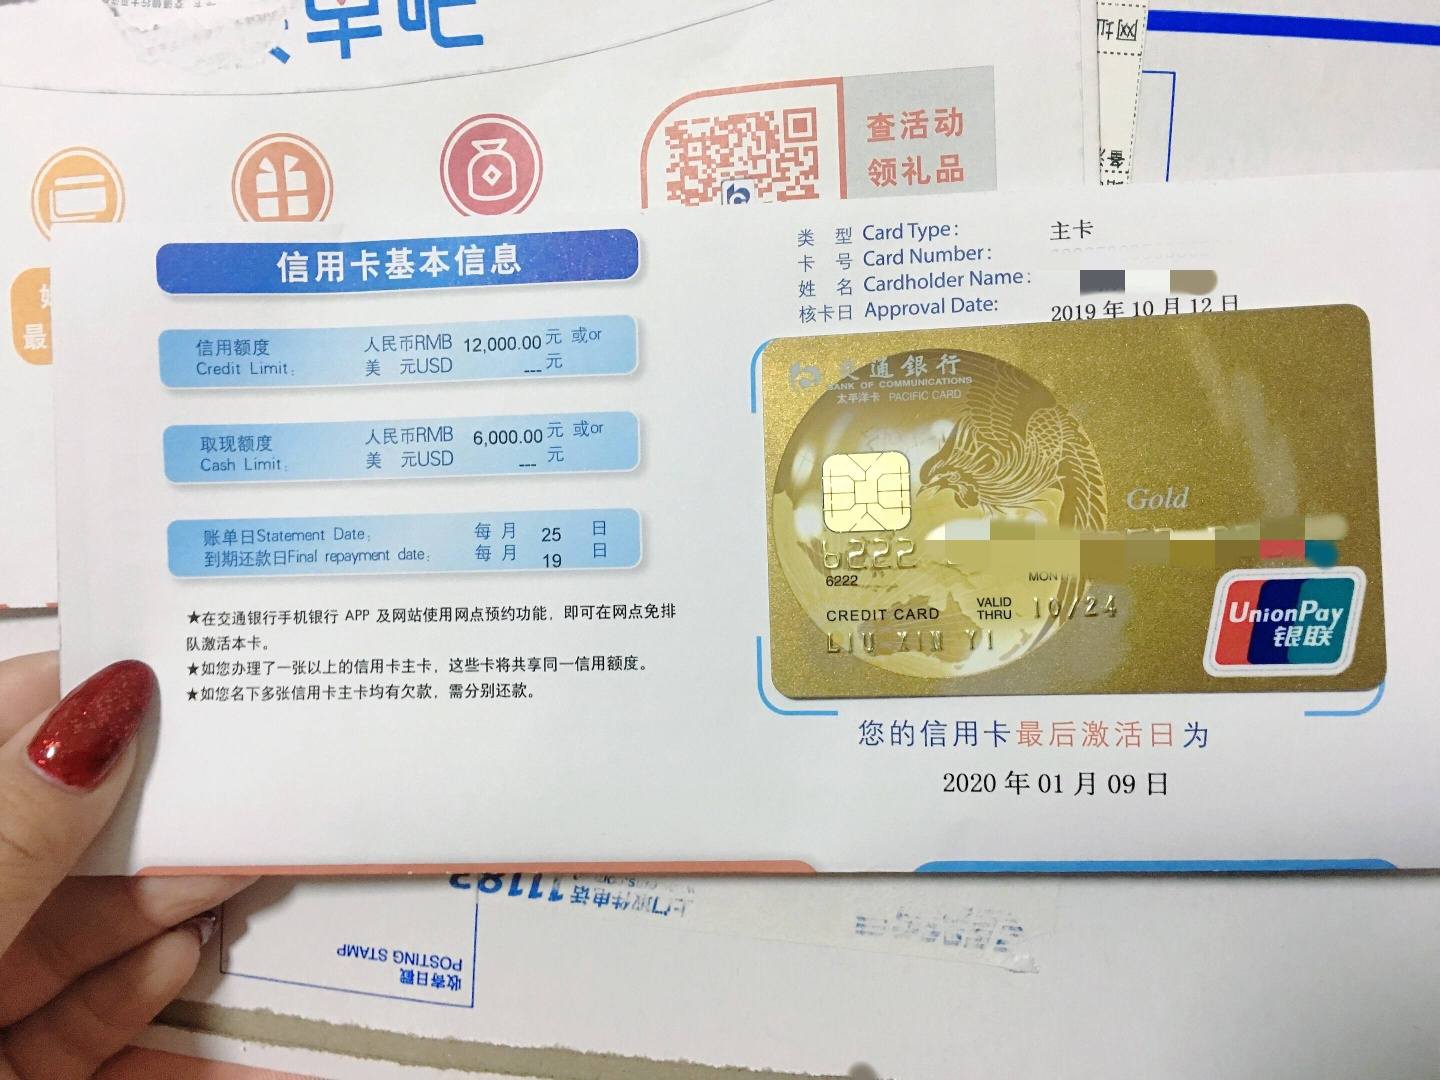 查活动
领礼品
网址
信用卡基本信息
信用额度 人民币RMB 12,000.00 元 或or
Credit Limit: 美 元USD --- 元
取现额度 人民币RMB 6,000.00 元 或or
Cash Limit: 美 元USD --- 元
账单日Statement Date: 每 月 25 日
到期还款日Final repayment date: 每 月 19 日
★在交通银行手机银行 APP 及网站使用网点预约功能，即可在网点免排
队激活本卡。
★如您办理了一张以上的信用卡主卡，这些卡将共享同一信用额度。
★如您名下多张信用卡主卡均有欠款，需分别还款。
类 型 Card Type: 主卡
卡 号 Card Number:
姓 名 Cardholder Name:
核卡日 Approval Date: 2019 年 10 月 12 日
交通銀行
BANK OF COMMUNICATIONS
太平洋卡 PACIFIC CARD
Gold
6222
6222
CREDIT CARD VALID THRU 10/24
LIU XIN YI
UnionPay
银联
您的信用卡最后激活日为
2020 年 01 月 09 日
上门取件电话 11183
POSTING STAMP
收寄日戳